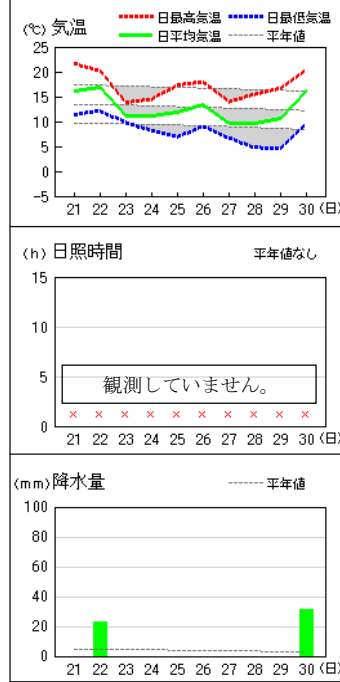 (℃) 気温
日最高気温 日最低気温
日平均気温 平年値
25
20
15
10
5
0
-5
21 22 23 24 25 26 27 28 29 30 (日)
(h) 日照時間 平年値なし
15
10
5
観測していません。
× × × × × × × × × ×
0
21 22 23 24 25 26 27 28 29 30 (日)
(mm) 降水量 平年値
100
80
60
40
20
0
21 22 23 24 25 26 27 28 29 30 (日)